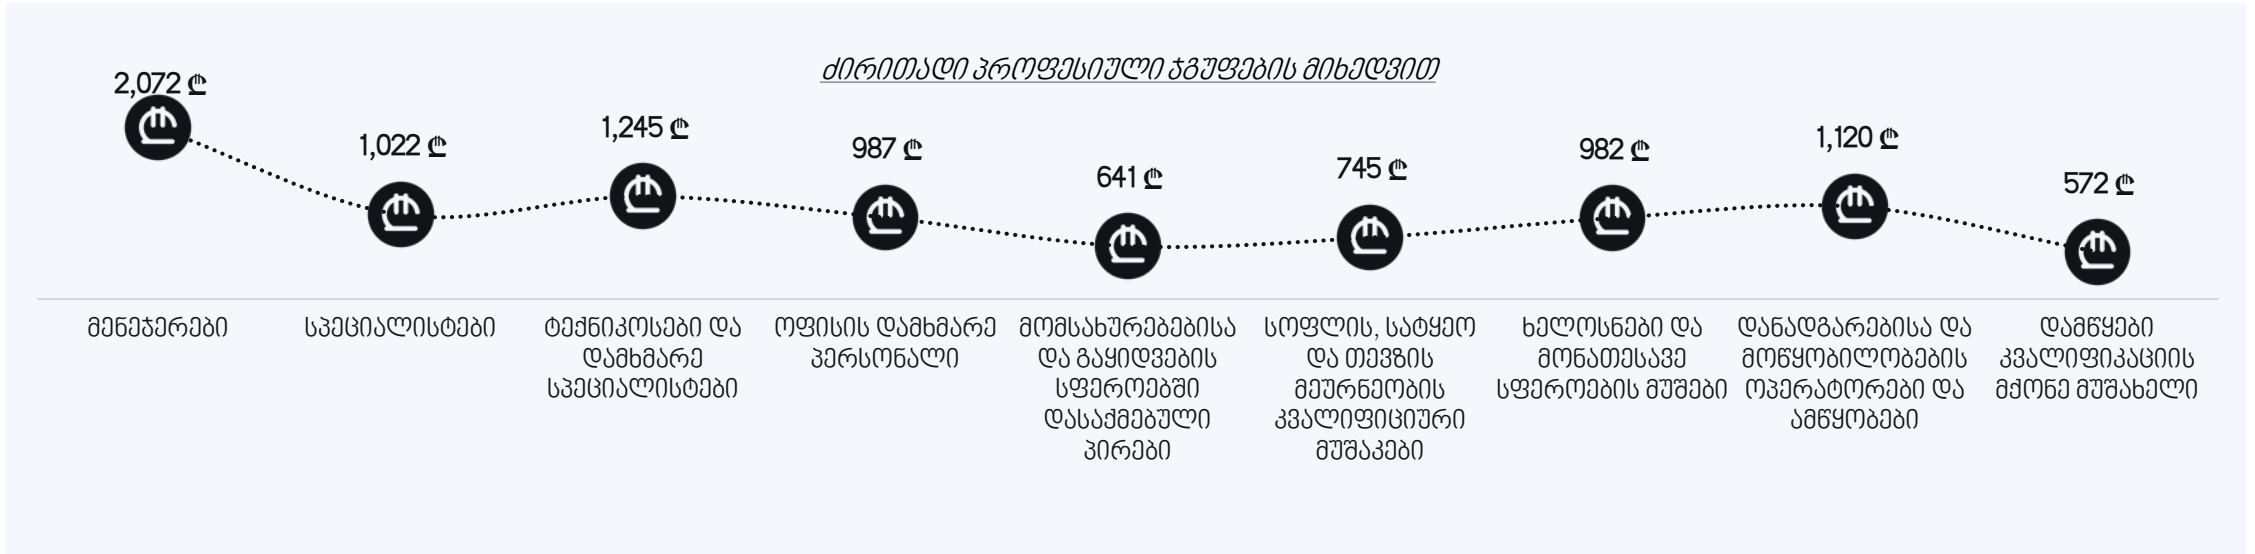 ძირითადი პროფესიული ჯგუფების მიხედვით
2,072 ₾
1,022 ₾
1,245 ₾
987 ₾
641 ₾
745 ₾
982 ₾
1,120 ₾
572 ₾
მენეჯერები
სპეციალისტები
ტექნიკოსები და
დამხმარე
სპეციალისტები
ოფისის დამხმარე
პერსონალი
მომსახურებებისა
და გაყიდვების
სფეროებში
დასაქმებული
პირები
სოფლის, სატყეო
და თევზის
მეურნეობის
კვალიფიციური
მუშაკები
ხელოსნები და
მონათესავე
სფეროების მუშები
დანადგარებისა და
მოწყობილობების
ოპერატორები და
ამწყობები
დამწყები
კვალიფიკაციის
მქონე მუშახელი